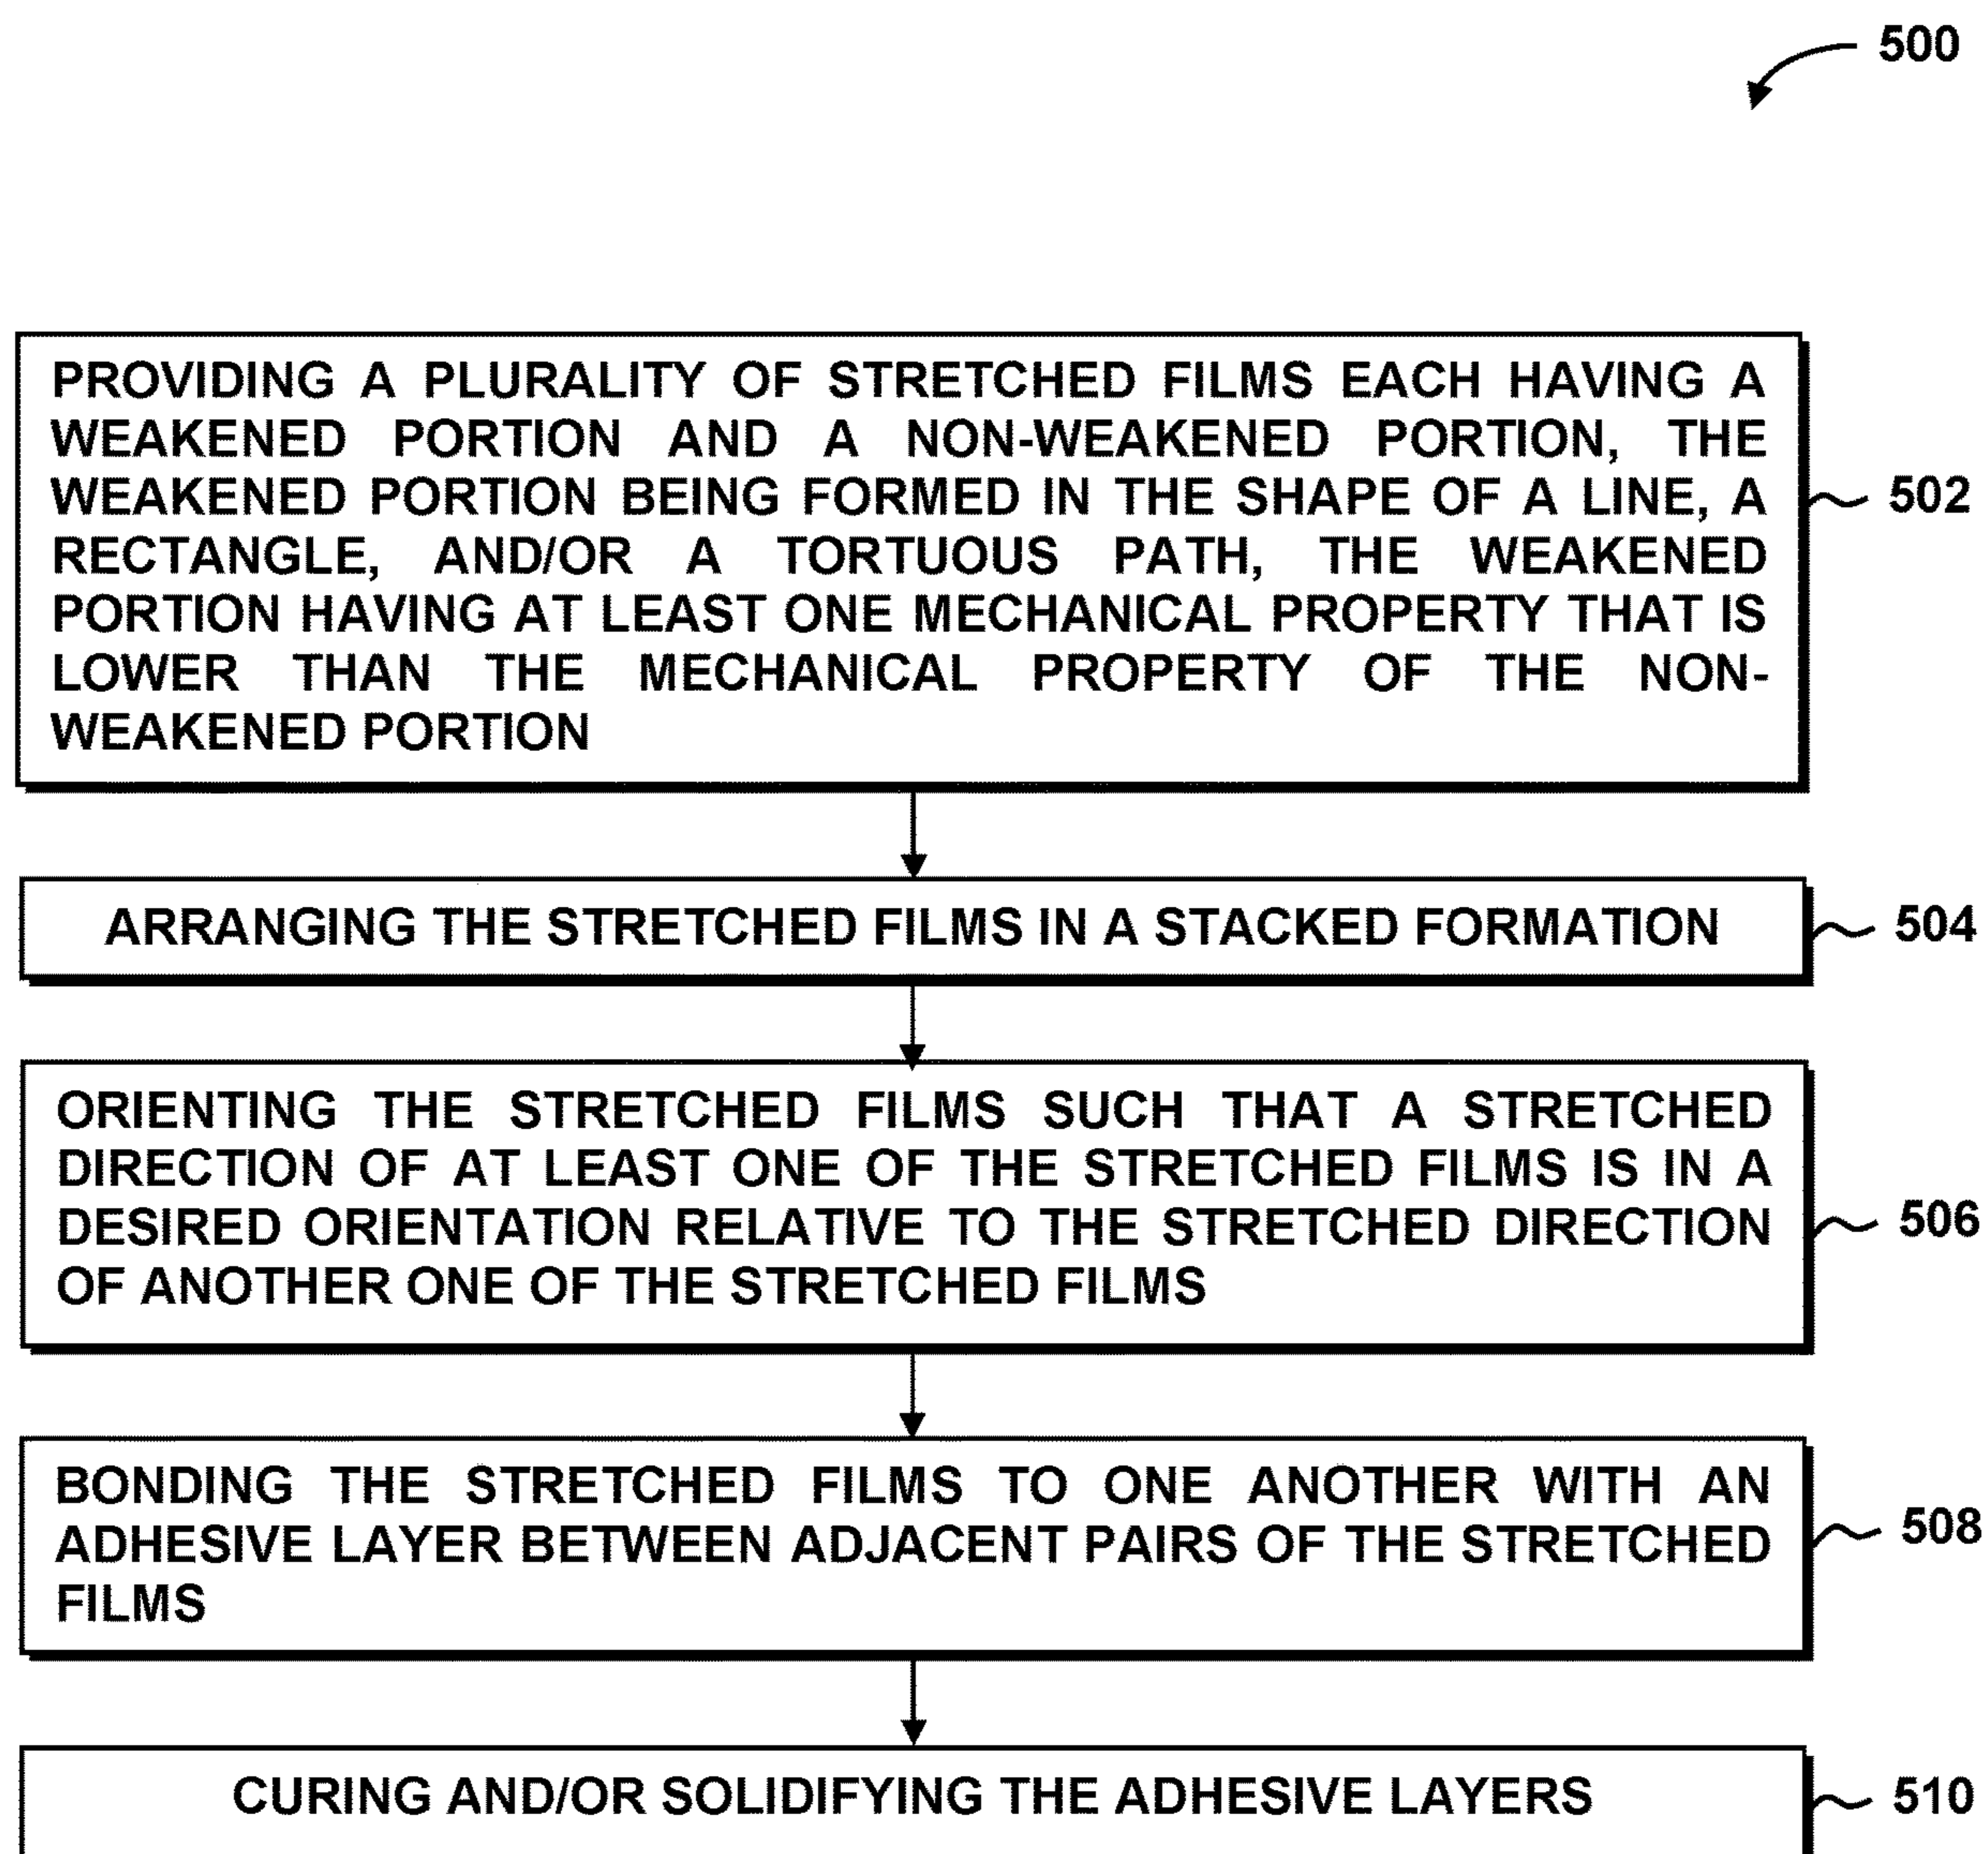 500
PROVIDING A PLURALITY OF STRETCHED FILMS EACH HAVING A
WEAKENED PORTION AND A NON-WEAKENED PORTION, THE
WEAKENED PORTION BEING FORMED IN THE SHAPE OF A LINE, A
RECTANGLE, AND/OR A TORTUOUS PATH, THE WEAKENED
PORTION HAVING AT LEAST ONE MECHANICAL PROPERTY THAT IS
LOWER THAN THE MECHANICAL PROPERTY OF THE NON-
WEAKENED PORTION
502
ARRANGING THE STRETCHED FILMS IN A STACKED FORMATION
504
ORIENTING THE STRETCHED FILMS SUCH THAT A STRETCHED
DIRECTION OF AT LEAST ONE OF THE STRETCHED FILMS IS IN A
DESIRED ORIENTATION RELATIVE TO THE STRETCHED DIRECTION
OF ANOTHER ONE OF THE STRETCHED FILMS
506
BONDING THE STRETCHED FILMS TO ONE ANOTHER WITH AN
ADHESIVE LAYER BETWEEN ADJACENT PAIRS OF THE STRETCHED
FILMS
508
CURING AND/OR SOLIDIFYING THE ADHESIVE LAYERS
510